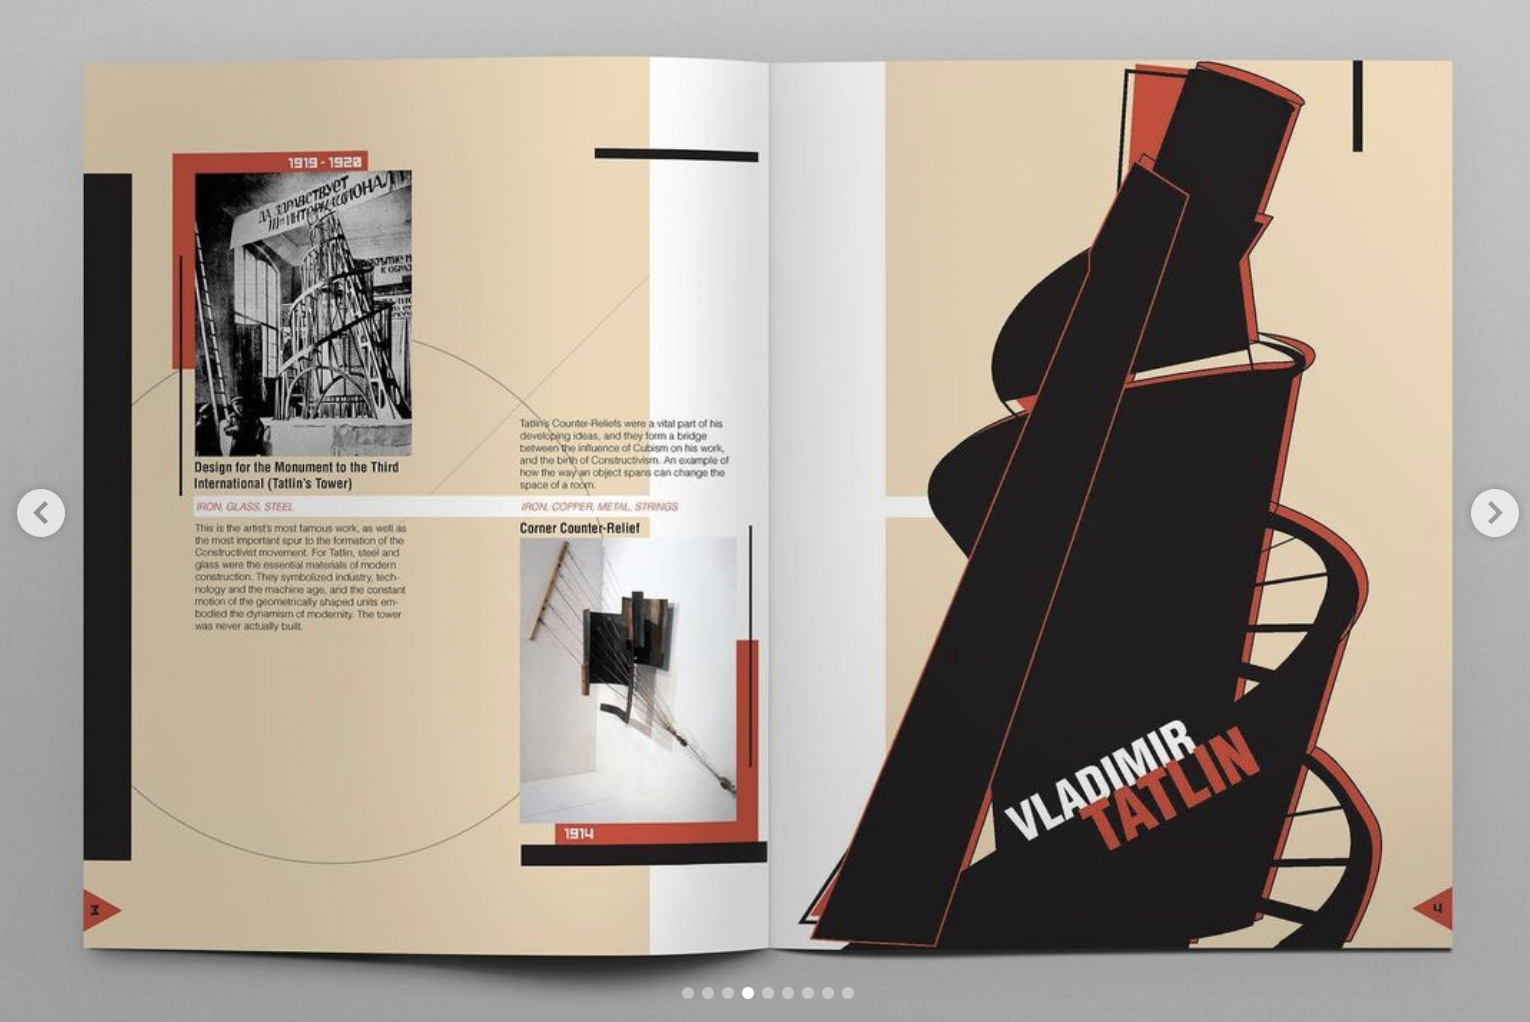 1919 - 1920
ДА ЗДРАВСТВУЕТ
IIIй ИНТЕРНАЦИОНАЛ
К ОБРАЗ
Design for the Monument to the Third
International (Tatlin's Tower)
IRON, GLASS, STEEL
This is the artist's most famous work, as well as
the most important spur to the formation of the
Constructivist movement. For Tatlin, steel and
glass were the essential materials of modern
construction. They symbolized industry, tech-
nology and the machine age, and the constant
motion of the geometrically shaped units em-
bodied the dynamism of modernity. The tower
was never actually built.
Tatlin's Counter-Reliefs were a vital part of his
developing ideas, and they form a bridge
between the influence of Cubism on his work,
and the birth of Constructivism. An example of
how the way an object spans can change the
space of a room.
IRON, COPPER, METAL, STRINGS
Corner Counter-Relief
1914
3
VLADIMIR
TATLIN
4